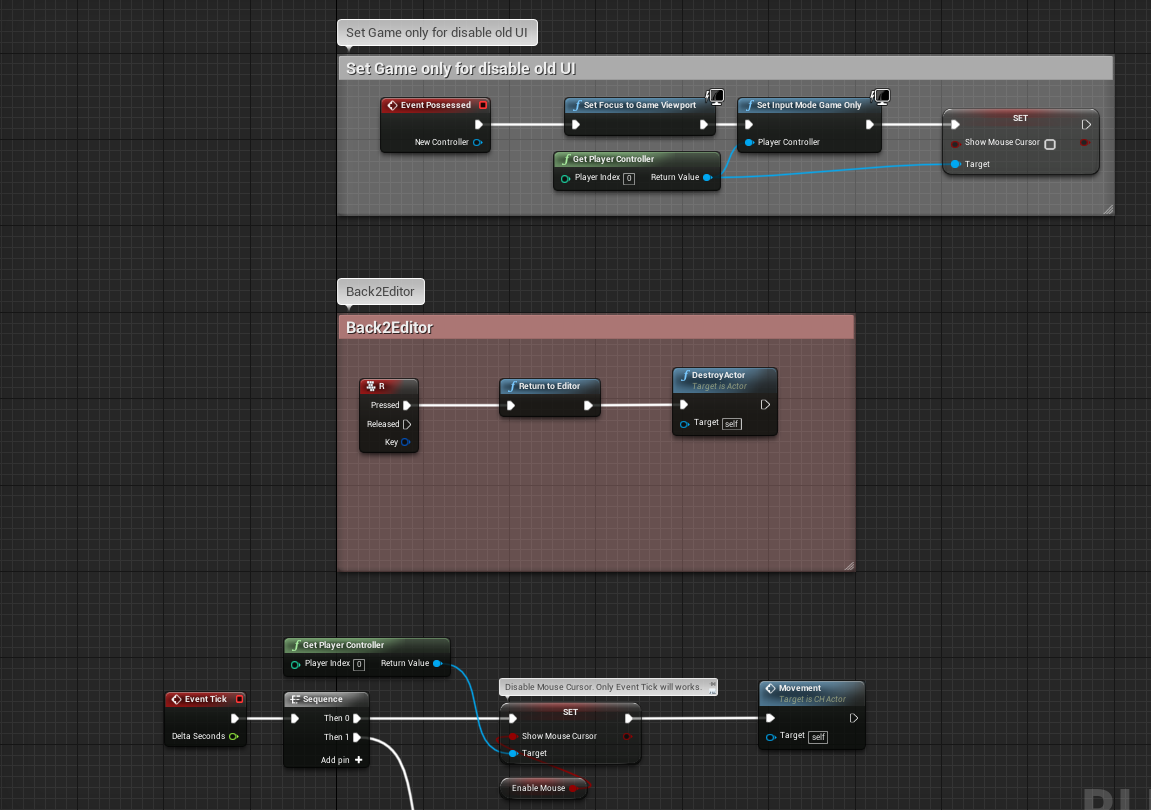 Set Game only for disable old UI
Set Game only for disable old UI
Event Possessed
New Controller
Set Focus to Game Viewport
Set Input Mode Game Only
Player Controller
Get Player Controller
Player Index 0 Return Value
SET
Show Mouse Cursor
Target
Back2Editor
Back2Editor
R
Pressed
Released
Key
Return to Editor
DestroyActor
Target is Actor
Target self
Get Player Controller
Player Index 0 Return Value
Event Tick
Delta Seconds
Sequence
Then 0
Then 1
Add pin
Disable Mouse Cursor. Only Event Tick will works.
SET
Show Mouse Cursor
Target
Enable Mouse
Movement
Target is CH Actor
Target self